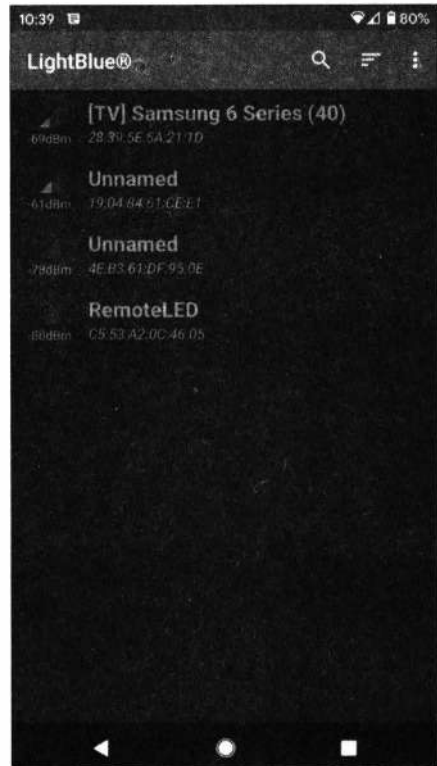 10:39 80%
LightBlue®
[TV] Samsung 6 Series (40)
-69dBm 28:39:5E:5A:21:1D
Unnamed
-61dBm 19:04:84:61:CE:E1
Unnamed
-79dBm 4E:B3:61:DF:95:0E
RemoteLED
C5:53:A2:0C:46:05